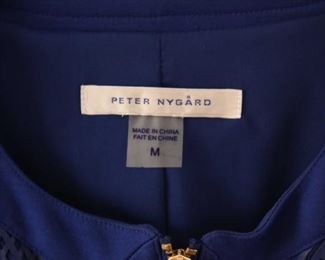 PETER NYGÅRD
MADE IN CHINA
FAIT EN CHINE
M